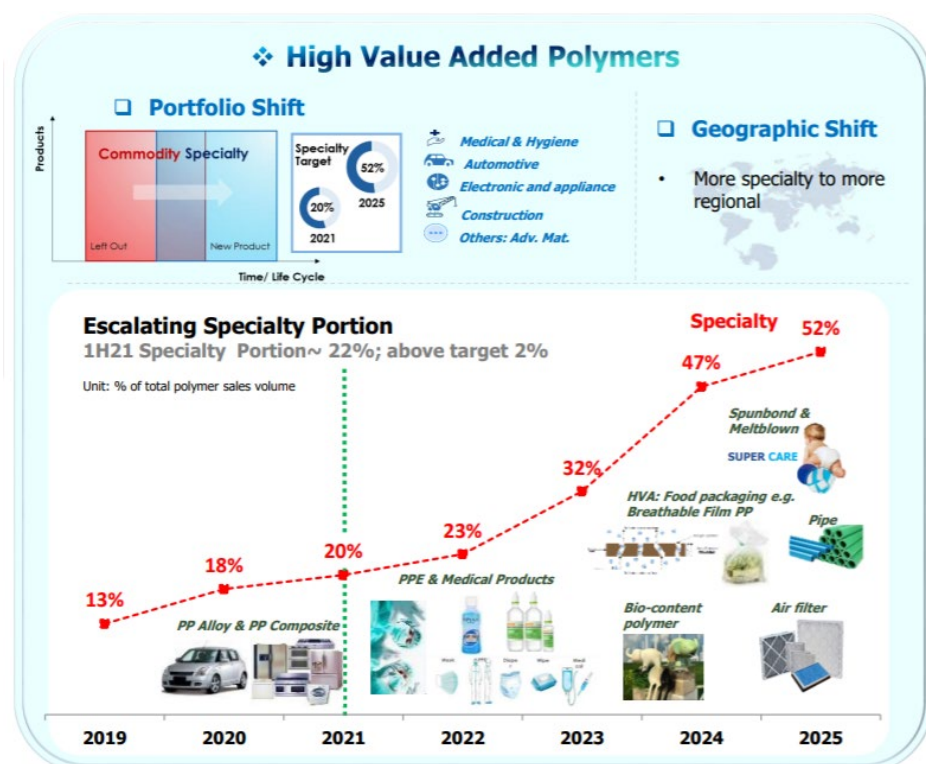 ❖ High Value Added Polymers
❑ Portfolio Shift
Products
Commodity Specialty
Left Out
New Product
Time/ Life Cycle
Specialty
Target
52%
2025
20%
2021
Medical & Hygiene
Automotive
Electronic and appliance
Construction
Others: Adv. Mat.
❑ Geographic Shift
• More specialty to more
regional
Escalating Specialty Portion
1H21 Specialty Portion~ 22%; above target 2%
Unit: % of total polymer sales volume
Specialty
13%
18%
20%
23%
32%
47%
52%
PP Alloy & PP Composite
PPE & Medical Products
Mask
Wipe
HVA: Food packaging e.g.
Breathable Film PP
Spunbond &
Meltblown
SUPER CARE
Pipe
Bio-content
polymer
Air filter
2019
2020
2021
2022
2023
2024
2025